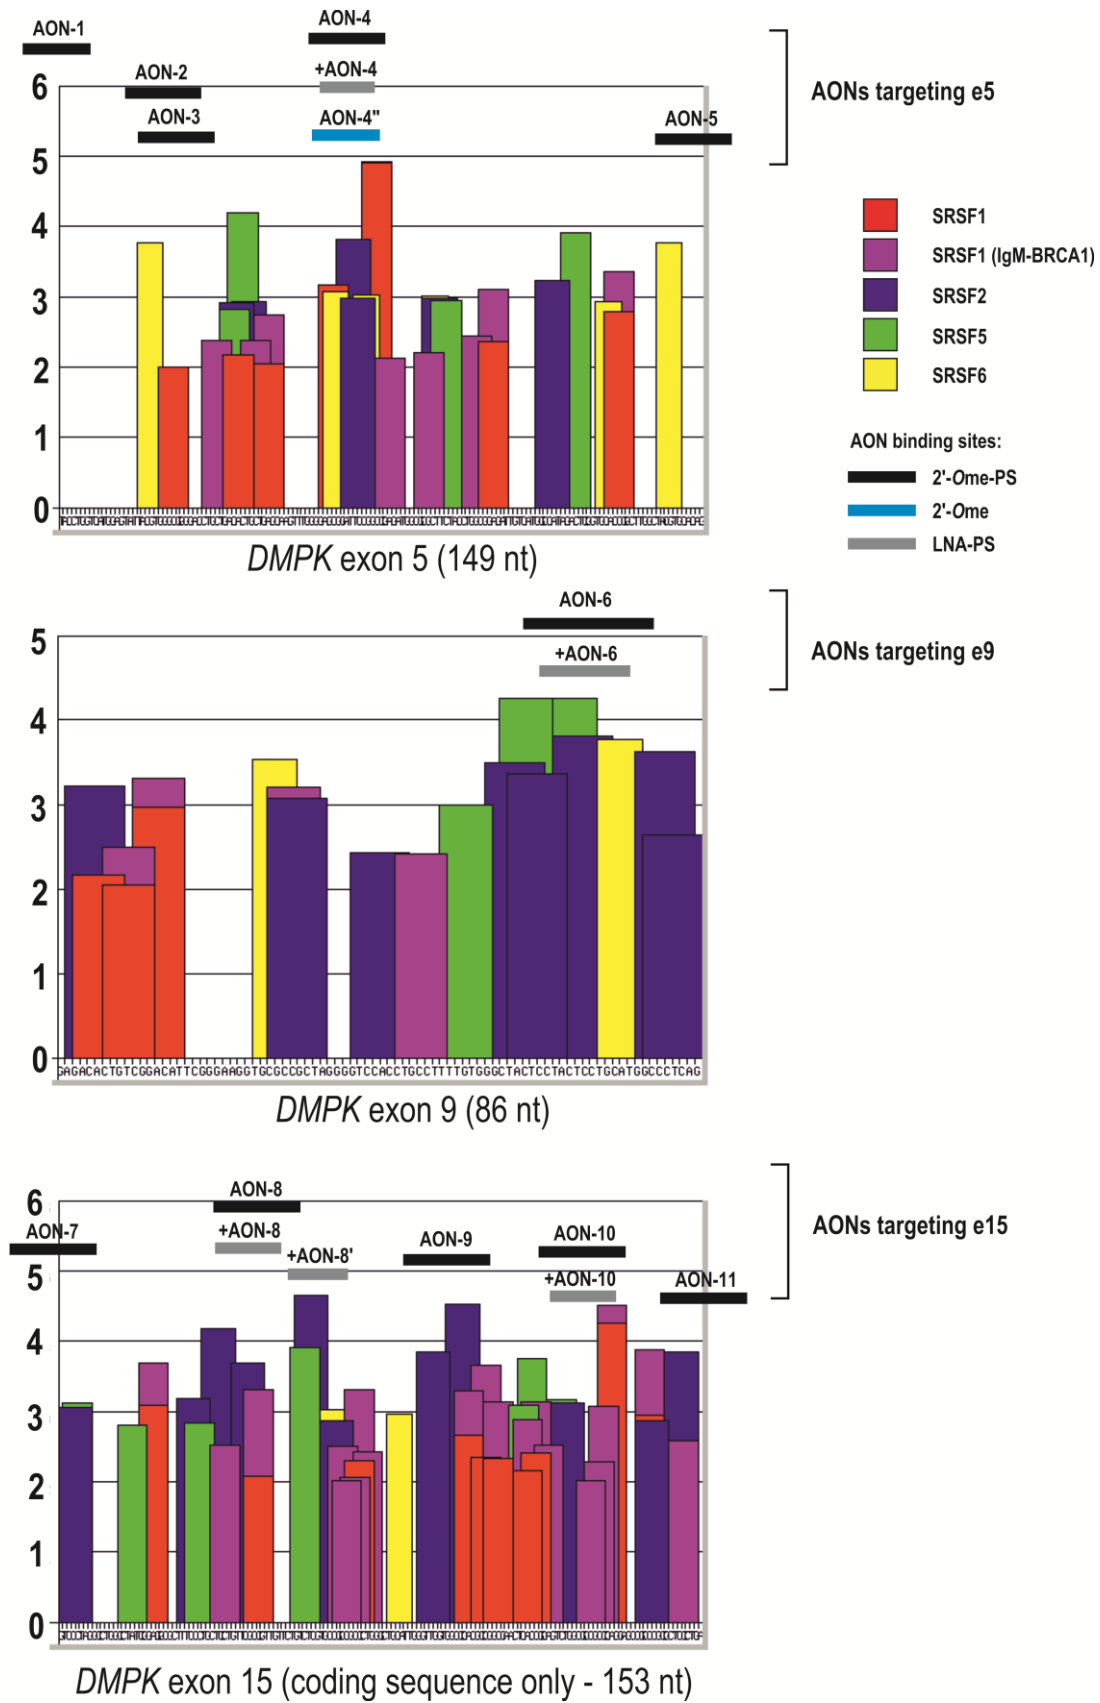 AON-1
AON-4
AON-2
+AON-4
AONs targeting e5
AON-3
AON-4"
AON-5
6
5
4
3
2
1
0
SRSF1
SRSF1 (IgM-BRCA1)
SRSF2
SRSF5
SRSF6
AON binding sites:
2'-Ome-PS
2'-Ome
LNA-PS
DMPK exon 5 (149 nt)
AON-6
+AON-6
AONs targeting e9
5
4
3
2
1
0
GAGACACTGTCGGACATTCGGGAAGGTGCGCCGCTAGGGGTCCACCTGCCTTTTGTGGGCTACTCCTACTCCTGCATGGCCCTCAG
DMPK exon 9 (86 nt)
AON-8
AON-7
+AON-8
+AON-8'
AON-9
AON-10
+AON-10
AON-11
AONs targeting e15
6
5
4
3
2
1
0
DMPK exon 15 (coding sequence only - 153 nt)